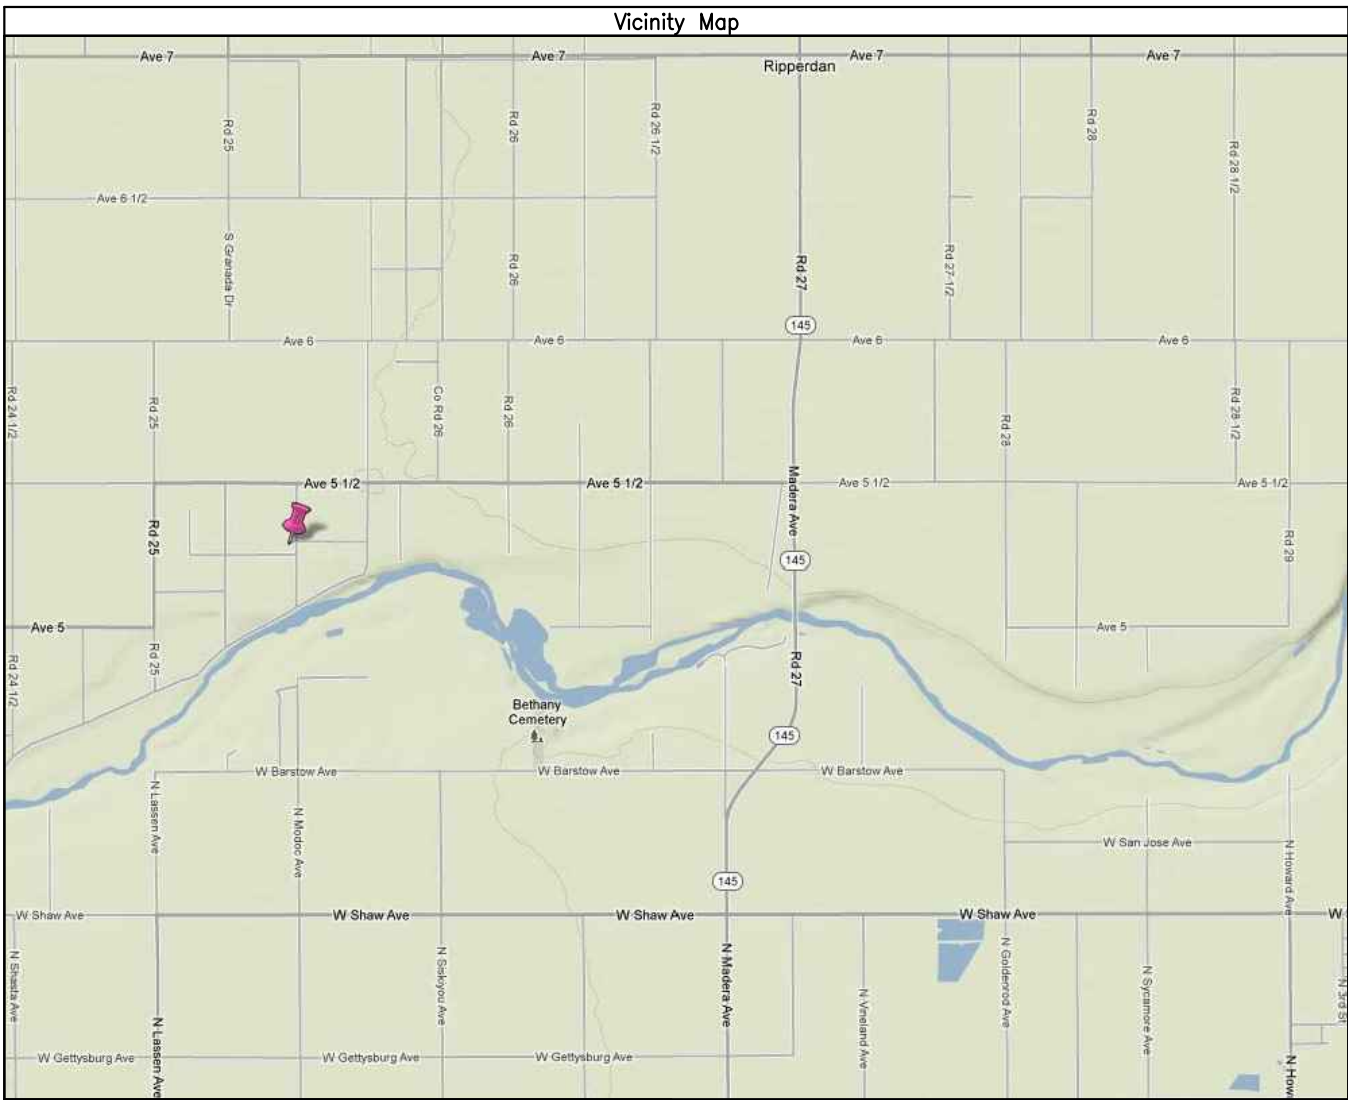 Vicinity Map
Ave 7
Ave 7
Ave 7
Ave 7
Ripperdan
Rd 25
Rd 26
Rd 26 1/2
Rd 28
Rd 28-1/2
Ave 6 1/2
S Granada Dr
Rd 26
Rd 27
Rd 27-1/2
145
Ave 6
Ave 6
Ave 6
Ave 6
Rd 24-1/2
Rd 25
Co Rd 26
Rd 26
Rd 28
Rd 28-1/2
Ave 5 1/2
Ave 5 1/2
Madera Ave
Ave 5 1/2
Ave 5 1/2
Rd 25
Rd 29
145
Ave 5
Ave 5
Rd 24 1/2
Rd 25
Rd 27
Bethany
Cemetery
145
W Barstow Ave
W Barstow Ave
W Barstow Ave
N Lassen Ave
N Modoc Ave
W San Jose Ave
N Howard Ave
145
W Shaw Ave
W Shaw Ave
W Shaw Ave
W Shaw Ave
W
N Shasta Ave
N Siskiyou Ave
N Madera Ave
N Vineland Ave
N Goldenrod Ave
N Sycamore Ave
N 3rd St
N Lassen Ave
W Gettysburg Ave
W Gettysburg Ave
W Gettysburg Ave
N How